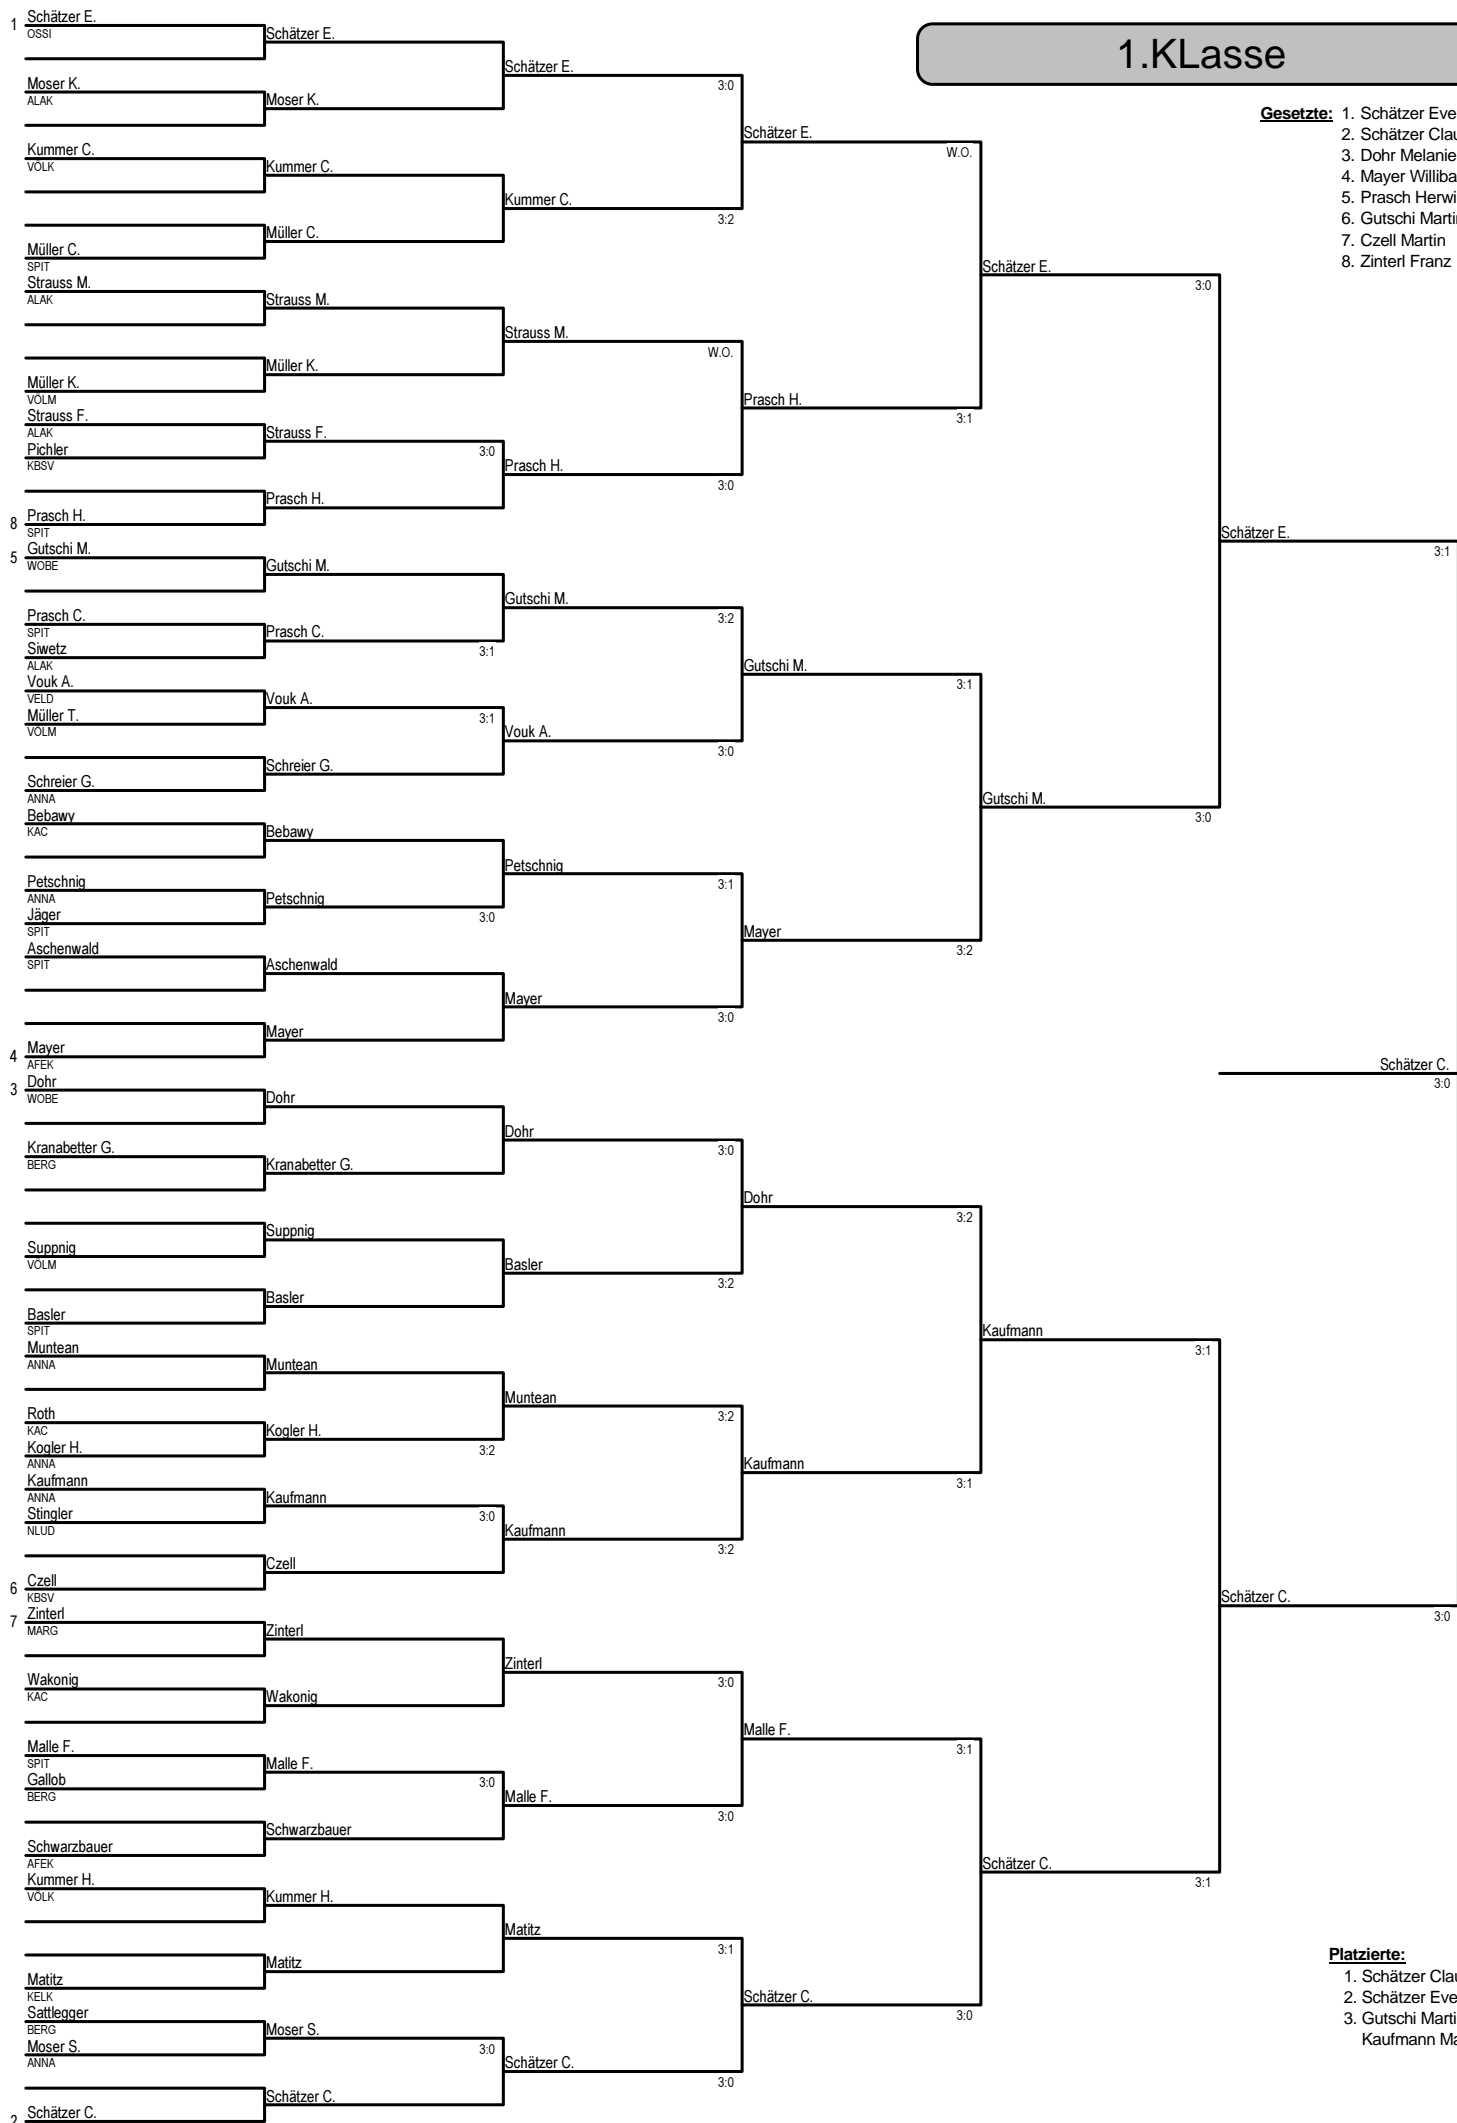 1.KLasse
Gesetzte: 1. Schätzer Eve
2. Schätzer Clau
3. Dohr Melanie
4. Mayer Williba
5. Prasch Herwi
6. Gutschi Marti
7. Czell Martin
8. Zinterl Franz
1 Schätzer E.
OSSI
Moser K.
ALAK
Kummer C.
VÖLK
Müller C.
SPIT
Strauss M.
ALAK
Müller K.
VÖLM
Strauss F.
ALAK
Pichler
KBSV
8 Prasch H.
SPIT
5 Gutschi M.
WOBE
Prasch C.
SPIT
Siwetz
ALAK
Vouk A.
VELD
Müller T.
VÖLM
Schreier G.
ANNA
Bebawy
KAC
Petschnig
ANNA
Jäger
SPIT
Aschenwald
SPIT
4 Mayer
AFEK
3 Dohr
WOBE
Kranabetter G.
BERG
Suppnig
VÖLM
Basler
SPIT
Muntean
ANNA
Roth
KAC
Kogler H.
ANNA
Kaufmann
ANNA
Stingler
NLUD
6 Czell
KBSV
7 Zinterl
MARG
Wakonig
KAC
Malle F.
SPIT
Gallob
BERG
Schwarzbauer
AFEK
Kummer H.
VÖLK
Matitz
KELK
Sattlegger
BERG
Moser S.
ANNA
2 Schätzer C.
Schätzer E.
Moser K.
Kummer C.
Müller C.
Strauss M.
Müller K.
Strauss F.
3:0
Prasch H.
Gutschi M.
Prasch C.
3:1
Vouk A.
3:1
Schreier G.
Bebawy
Petschnig
3:0
Aschenwald
Mayer
Dohr
Kranabetter G.
Suppnig
Basler
Muntean
Kogler H.
3:2
Kaufmann
3:0
Czell
Zinterl
Wakonig
Malle F.
3:0
Schwarzbauer
Kummer H.
Matitz
Moser S.
3:0
Schätzer C.
Schätzer E.
3:0
Kummer C.
3:2
Strauss M.
W.O.
Prasch H.
3:0
Gutschi M.
3:2
Vouk A.
3:0
Petschnig
3:1
Mayer
3:0
Dohr
3:0
Basler
3:2
Muntean
3:2
Kaufmann
3:2
Zinterl
3:0
Malle F.
3:0
Matitz
3:1
Schätzer C.
3:0
Schätzer E.
W.O.
Prasch H.
3:1
Gutschi M.
3:1
Mayer
3:2
Dohr
3:2
Kaufmann
3:1
Malle F.
3:1
Schätzer C.
3:0
Schätzer E.
3:0
Gutschi M.
3:0
Kaufmann
3:1
Schätzer C.
3:1
Schätzer E.
3:1
Schätzer C.
3:0
Schätzer C.
3:0
Platzierte:
1. Schätzer Clau
2. Schätzer Eve
3. Gutschi Marti
Kaufmann Ma